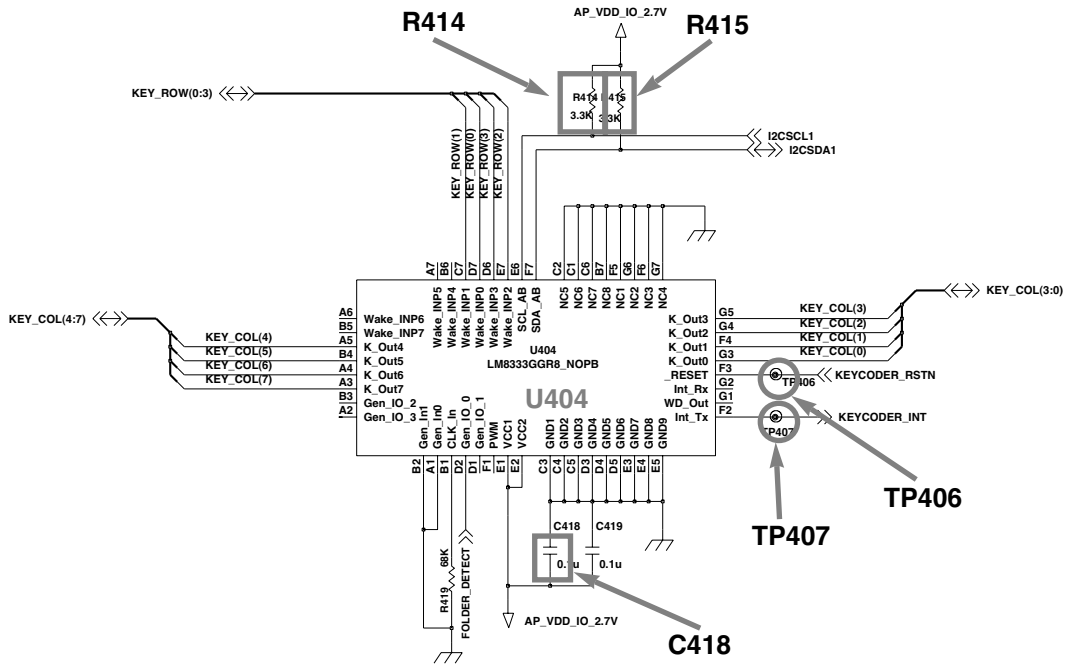 AP_VDD_IO_2.7V
R414
R415
KEY_ROW(0:3)
R414
R415
3.3K
3.3K
I2CSCL1
I2CSDA1
KEY_ROW(1)
KEY_ROW(0)
KEY_ROW(3)
KEY_ROW(2)
A7
B6
C7
D7
D6
E7
E6
F7
C2
C1
C6
B7
F5
G6
F6
G7
Wake_INP5
Wake_INP4
Wake_INP1
Wake_INP0
Wake_INP3
Wake_INP2
SCL_AB
SDA_AB
NC5
NC6
NC7
NC8
NC1
NC2
NC3
NC4
KEY_COL(4:7)
KEY_COL(3:0)
A6 Wake_INP6
B5 Wake_INP7
KEY_COL(4) A5 K_Out4
KEY_COL(5) B4 K_Out5
KEY_COL(6) A4 K_Out6
KEY_COL(7) A3 K_Out7
B3 Gen_IO_2
A2 Gen_IO_3
U404
LM8333GGR8_NOPB
U404
K_Out3 G5 KEY_COL(3)
K_Out2 G4 KEY_COL(2)
K_Out1 F4 KEY_COL(1)
K_Out0 G3 KEY_COL(0)
_RESET F3 KEYCODER_RSTN
TP406
Int_Rx G2
WD_Out G1
Int_Tx F2 KEYCODER_INT
TP407
Gen_In1
Gen_In0
CLK_In
Gen_IO_0
Gen_IO_1
PWM
VCC1
VCC2
GND1
GND2
GND3
GND4
GND5
GND6
GND7
GND8
GND9
B2
A1
B1
D2
D1
F1
E1
E2
C3
C4
C5
D3
D4
D5
E3
E4
E5
TP406
TP407
C418
C419
0.1u
0.1u
68K
R419
FOLDER_DETECT
AP_VDD_IO_2.7V
C418